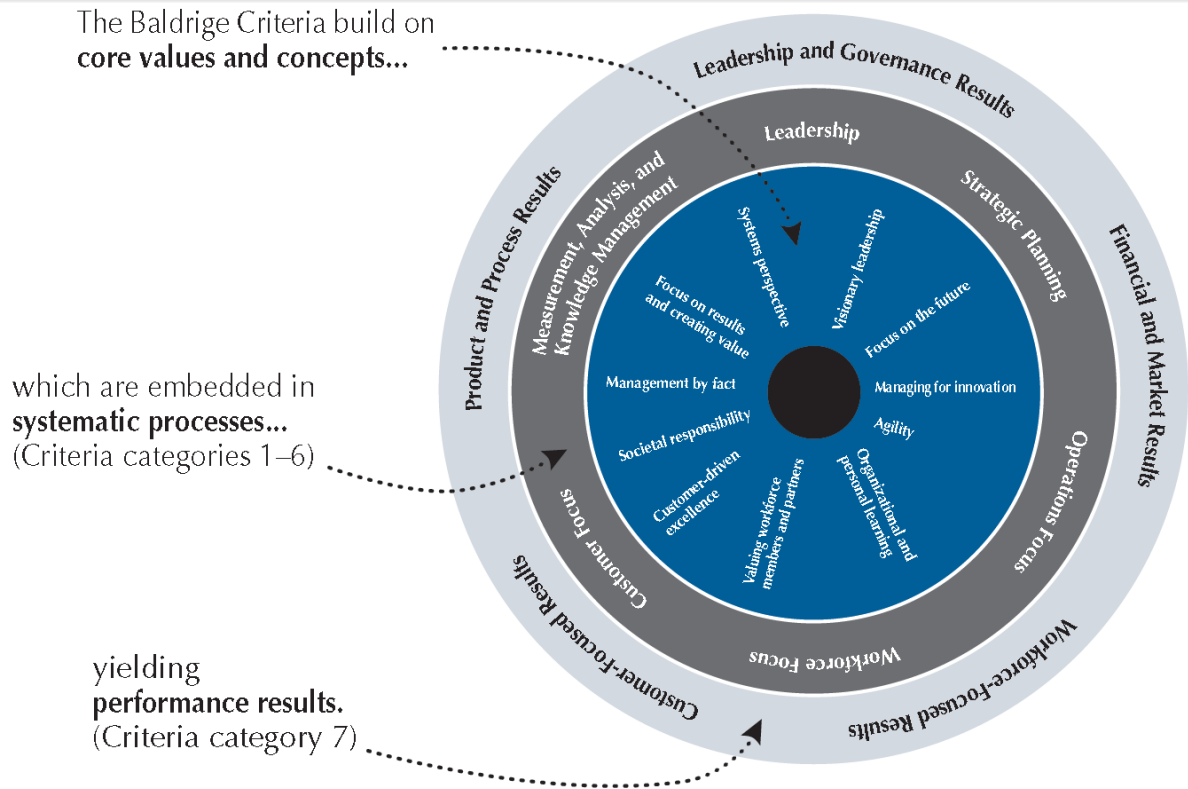 The Baldrige Criteria build on
core values and concepts...
which are embedded in
systematic processes...
(Criteria categories 1–6)
yielding
performance results.
(Criteria category 7)
Leadership and Governance Results
Financial and Market Results
Workforce-Focused Results
Customer-Focused Results
Product and Process Results
Leadership
Strategic Planning
Operations Focus
Workforce Focus
Customer Focus
Measurement, Analysis, and
Knowledge Management
Systems perspective
Visionary leadership
Focus on the future
Managing for innovation
Agility
Organizational and
personal learning
Valuing workforce
members and partners
Customer-driven
excellence
Societal responsibility
Management by fact
Focus on results
and creating value